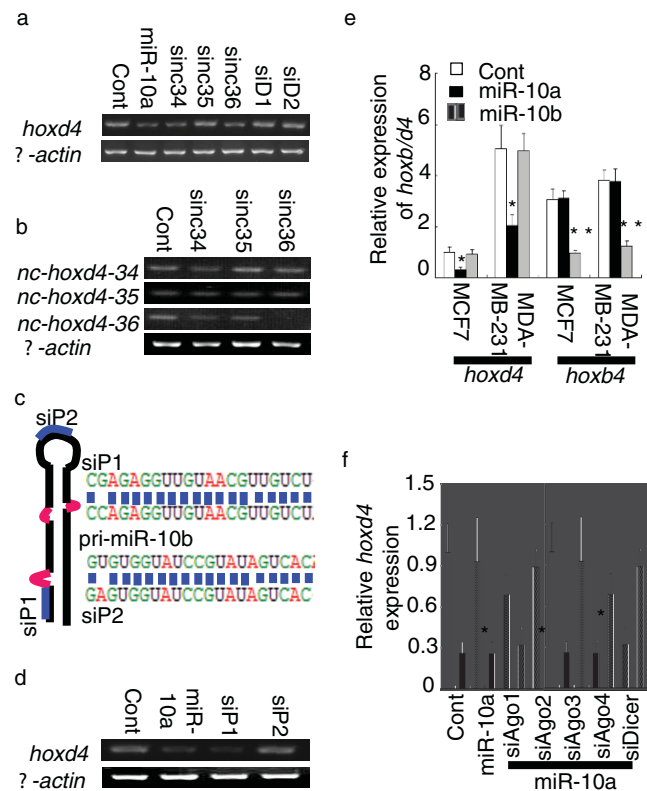 a
Cont
miR-10a
sinc34
sinc35
sinc36
siD1
siD2
hoxd4
? -actin
b
Cont
sinc34
sinc35
sinc36
nc-hoxd4-34
nc-hoxd4-35
nc-hoxd4-36
? -actin
c
siP2
siP1
siP1
CGAGAGGUUGUAACGUUGUCU
CCAGAGGUUGUAACGUUGUCU
pri-miR-10b
GUGUGGUAUCCGUAUAGUCAC
GAGUGGUAUCCGUAUAGUCAC
siP2
d
Cont
miR-
10a
siP1
siP2
hoxd4
? -actin
e
Relative expression
of hoxb/d4
8
6
4
2
0
Cont
miR-10a
miR-10b
*
*
* *
* *
MCF7
MDA-
MB-231
MCF7
MDA-
MB-231
hoxd4
hoxb4
f
Relative hoxd4
expression
1.5
1.2
0.9
0.6
0.3
0
*
*
*
Cont
miR-10a
siAgo1
siAgo2
siAgo3
siAgo4
siDicer
miR-10a